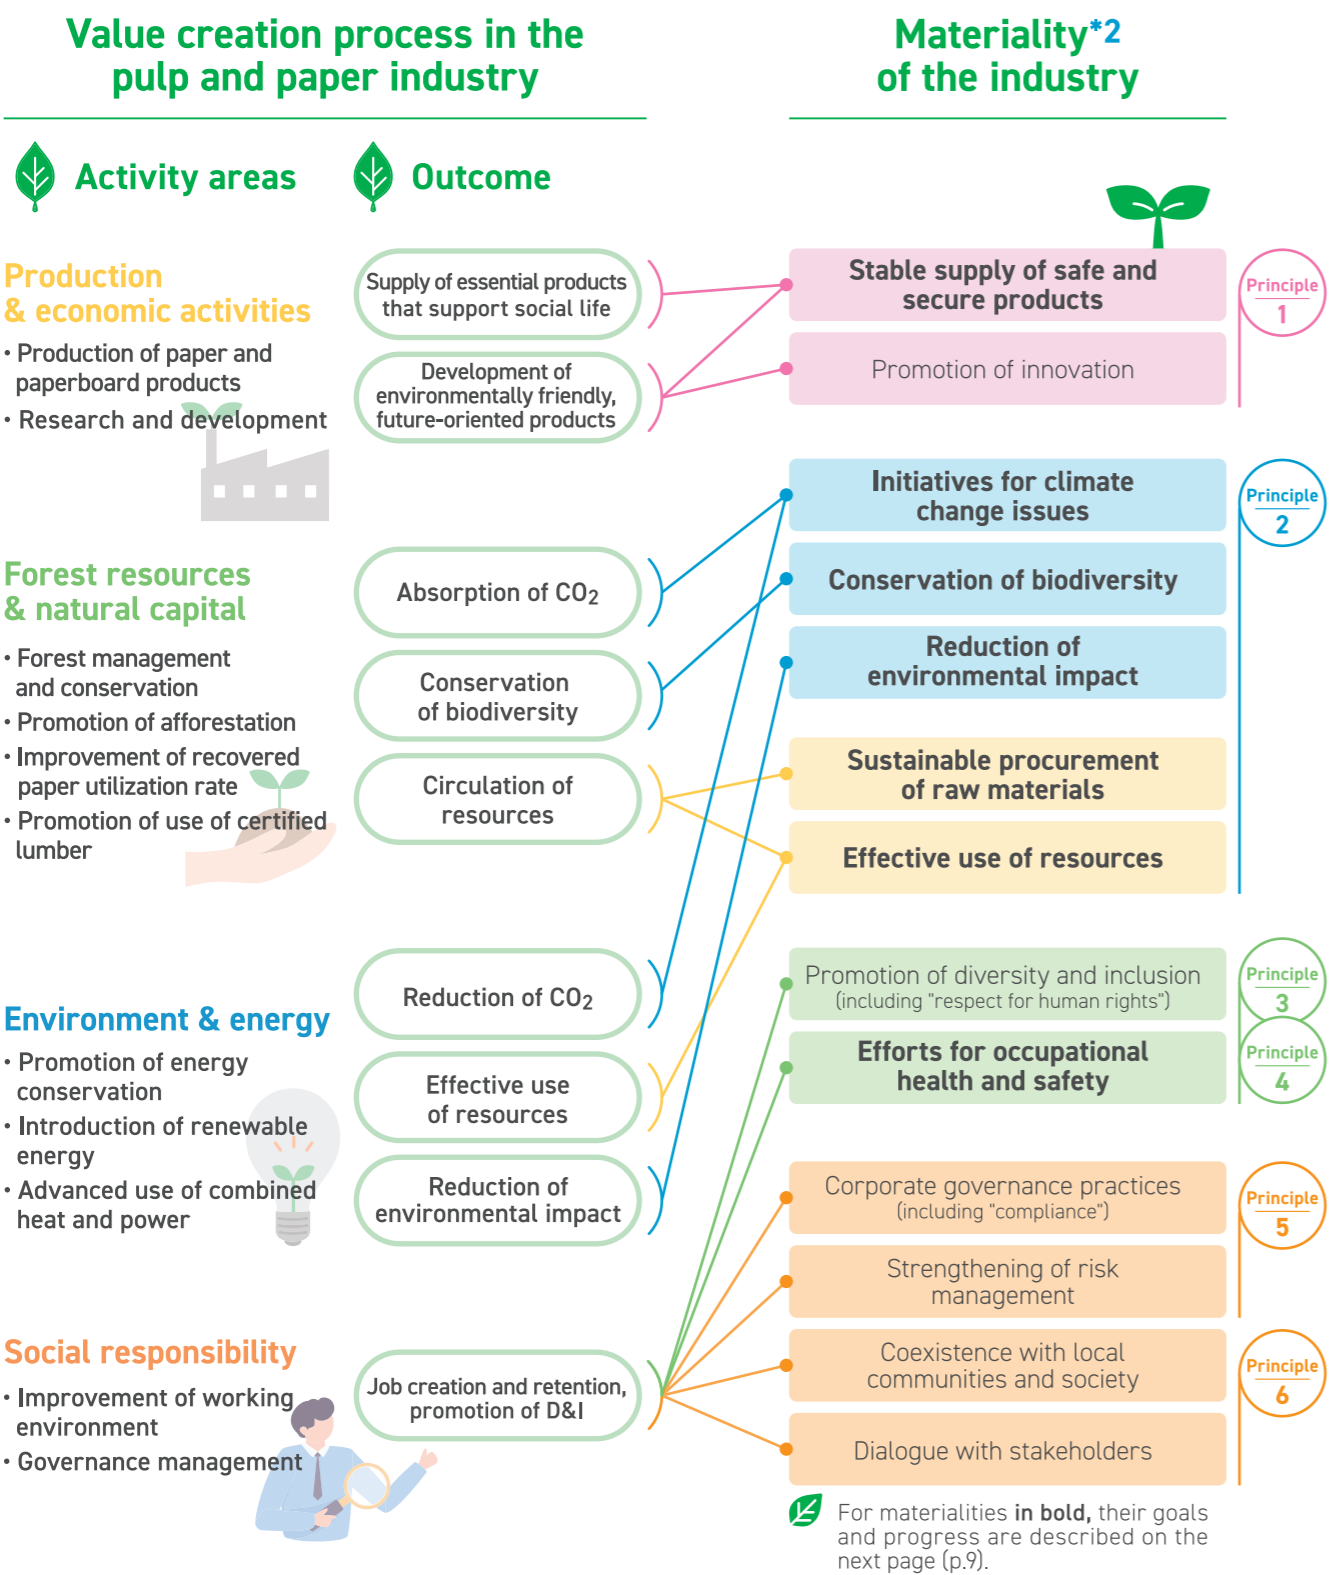 Value creation process in the
pulp and paper industry
Materiality*2
of the industry
Activity areas
Outcome
Production
& economic activities
・Production of paper and
paperboard products
・Research and development
Supply of essential products
that support social life
Development of
environmentally friendly,
future-oriented products
Stable supply of safe and
secure products
Promotion of innovation
Principle
1
Forest resources
& natural capital
・Forest management
and conservation
・Promotion of afforestation
・Improvement of recovered
paper utilization rate
・Promotion of use of certified
lumber
Absorption of CO2
Conservation
of biodiversity
Circulation of
resources
Initiatives for climate
change issues
Conservation of biodiversity
Reduction of
environmental impact
Sustainable procurement
of raw materials
Effective use of resources
Principle
2
Environment & energy
・Promotion of energy
conservation
・Introduction of renewable
energy
・Advanced use of combined
heat and power
Reduction of CO2
Effective use
of resources
Reduction of
environmental impact
Promotion of diversity and inclusion
(including "respect for human rights")
Efforts for occupational
health and safety
Principle
3
Principle
4
Social responsibility
・Improvement of working
environment
・Governance management
Job creation and retention,
promotion of D&I
Corporate governance practices
(including "compliance")
Strengthening of risk
management
Coexistence with local
communities and society
Dialogue with stakeholders
Principle
5
Principle
6
For materialities in bold, their goals
and progress are described on the
next page (p.9).